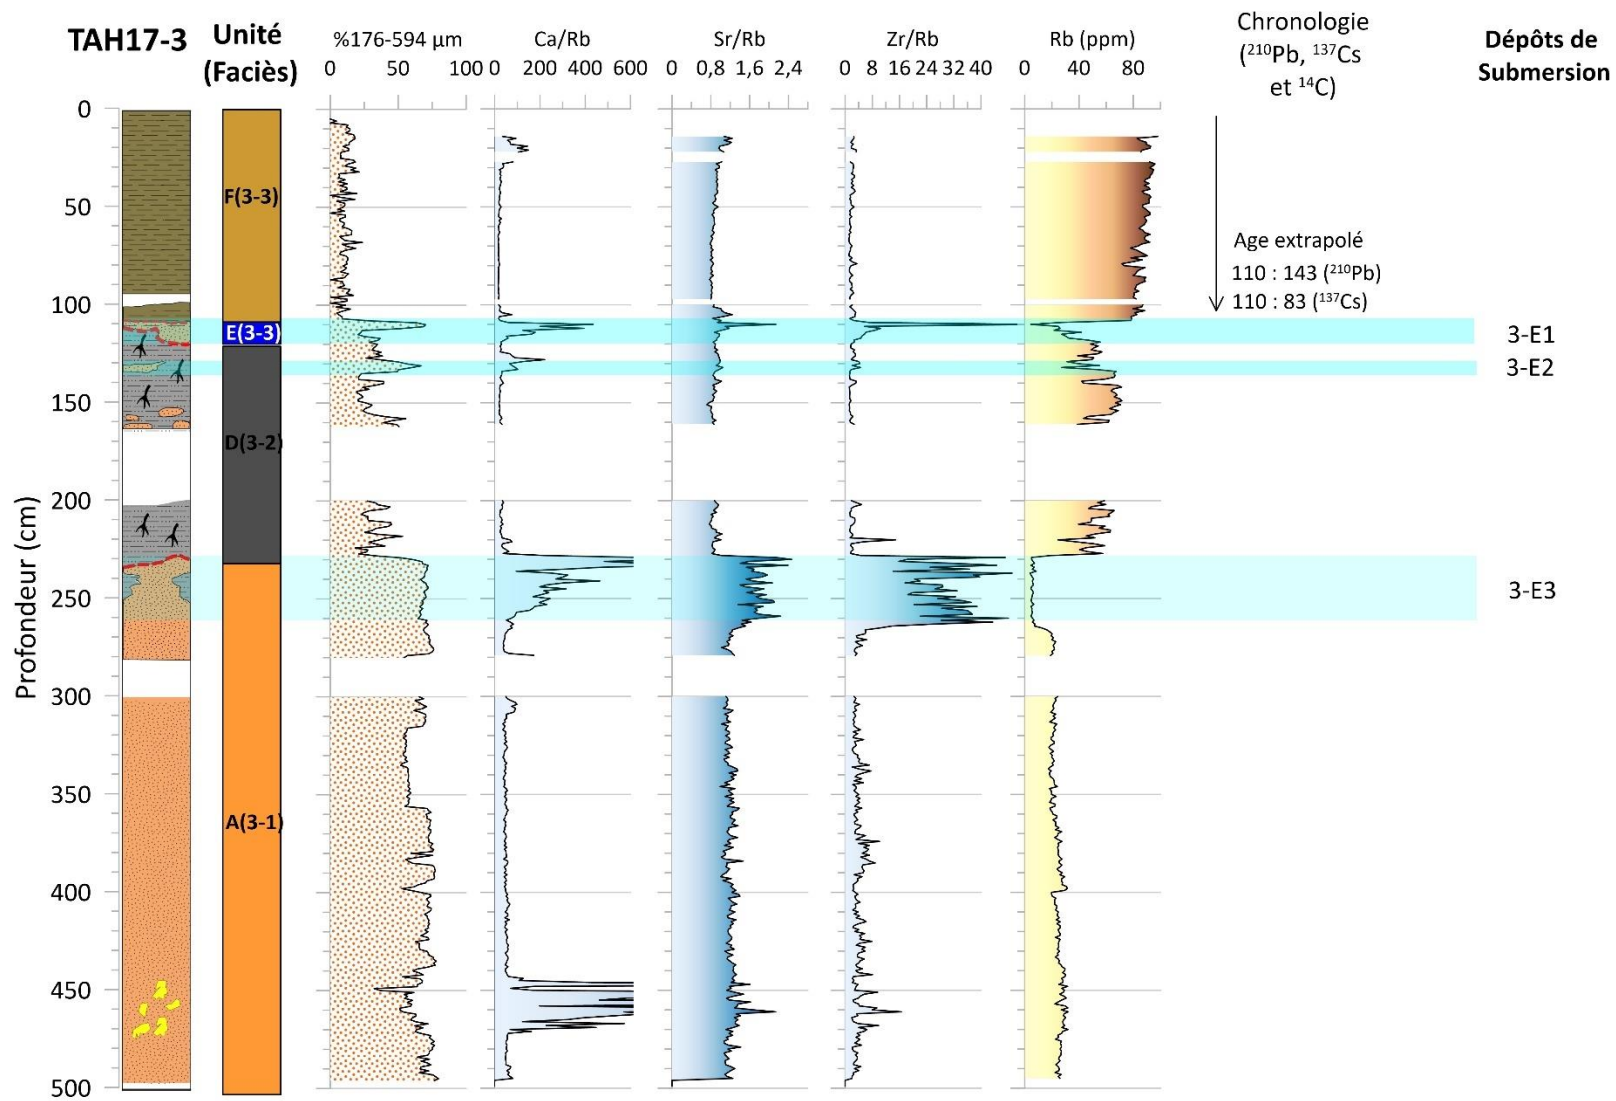 TAH17-3
Unité
(Faciès)
%176-594 µm
Ca/Rb
Sr/Rb
Zr/Rb
Rb (ppm)
Chronologie
(²¹⁰Pb, ¹³⁷Cs
et ¹⁴C)
Dépôts de
Submersion
0 50 100
0 200 400 600
0 0,8 1,6 2,4
0 8 16 24 32 40
0 40 80
Profondeur (cm)
0
50
100
150
200
250
300
350
400
450
500
F(3-3)
E(3-3)
D(3-2)
A(3-1)
Age extrapolé
110 : 143 (²¹⁰Pb)
110 : 83 (¹³⁷Cs)
3-E1
3-E2
3-E3